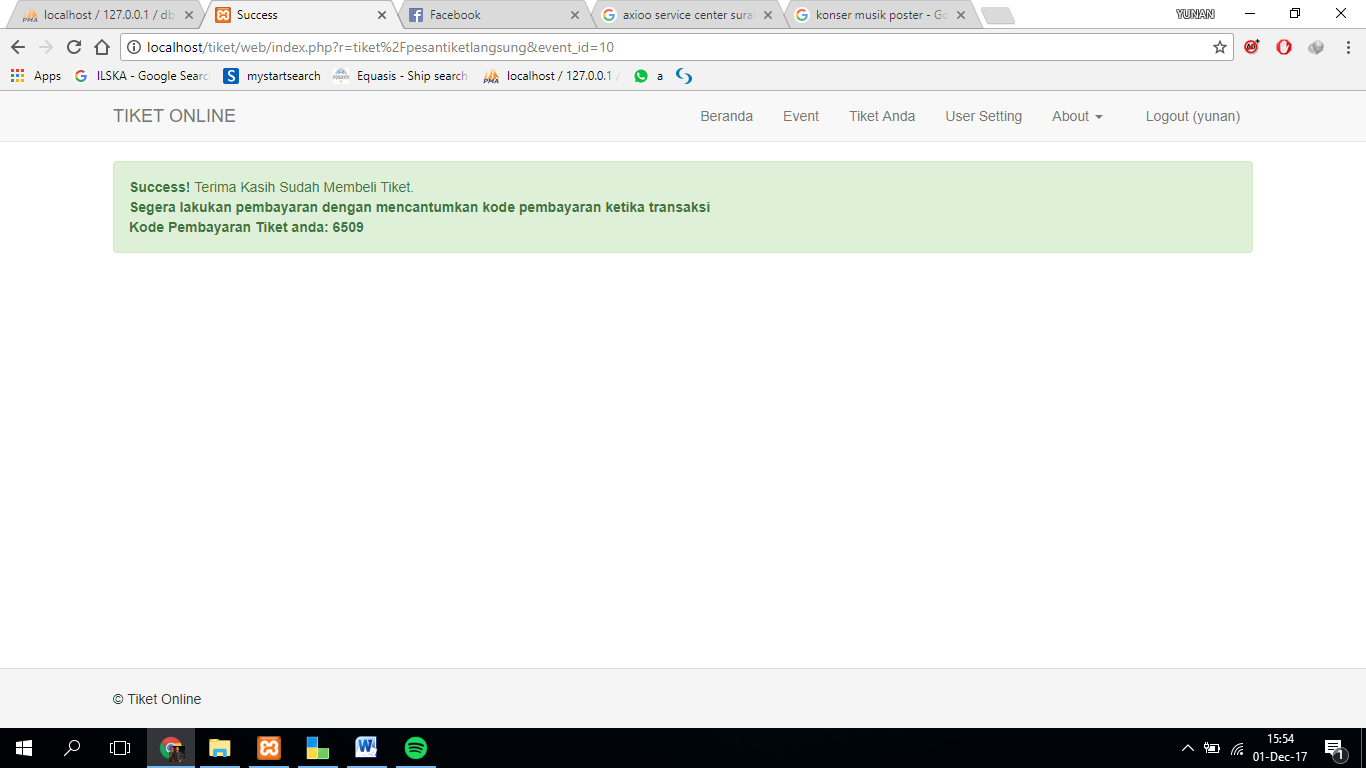 localhost / 127.0.0.1 / db
Success
Facebook
axioo service center sura
konser musik poster - Go
YUNAN
localhost/tiket/web/index.php?r=tiket%2Fpesantiketlangsung&event_id=10
Apps
ILSKA - Google Searc
S
mystartsearch
Equasis - Ship search
PMA
localhost / 127.0.0.1 /
a
TIKET ONLINE
Beranda
Event
Tiket Anda
User Setting
About
Logout (yunan)
Success! Terima Kasih Sudah Membeli Tiket.
Segera lakukan pembayaran dengan mencantumkan kode pembayaran ketika transaksi
Kode Pembayaran Tiket anda: 6509
© Tiket Online
15:54
01-Dec-17
1